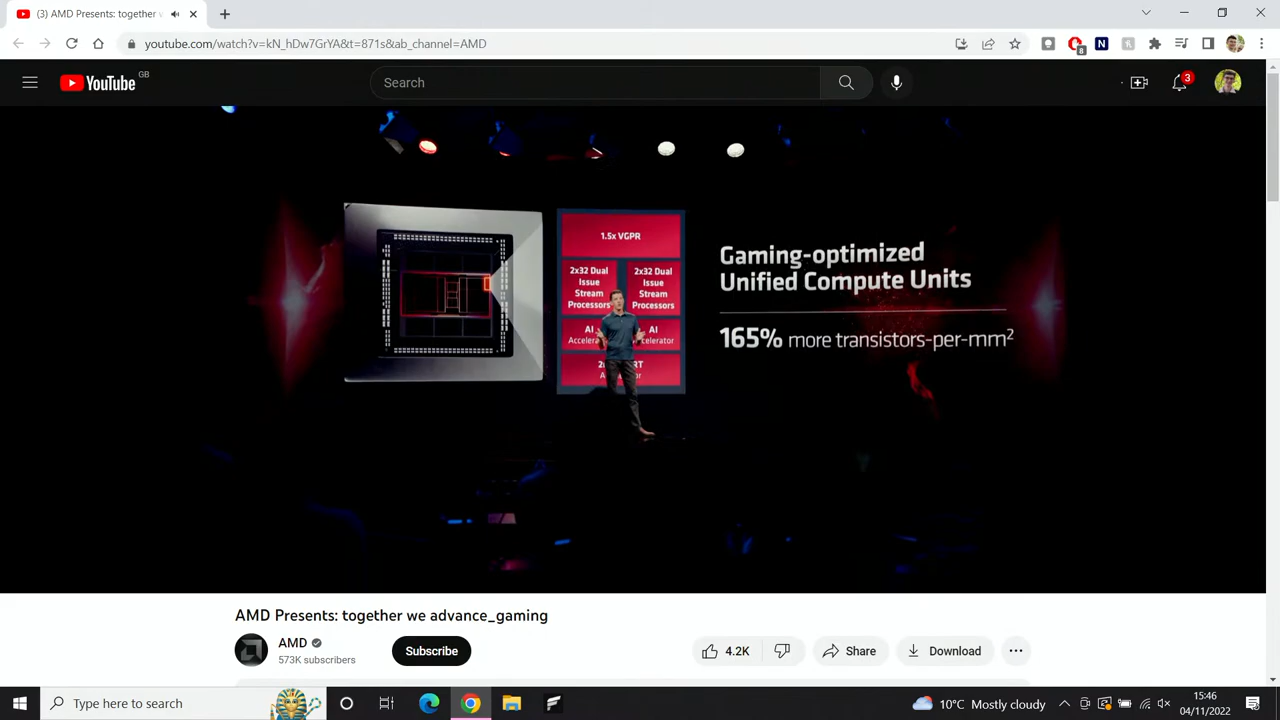 (3) AMD Presents: together v
youtube.com/watch?v=kN_hDw7GrYA&t=871s&ab_channel=AMD
8
YouTube
GB
Search
3
1.5x VGPR
Gaming-optimized
Unified Compute Units
2x32 Dual
Issue
Stream
Processors
2x32 Dual
Issue
Stream
Processors
165% more transistors-per-mm²
AI
AI
AMD Presents: together we advance_gaming
AMD
573K subscribers
Subscribe
4.2K
Share
Download
Type here to search
10°C Mostly cloudy
15:46
04/11/2022